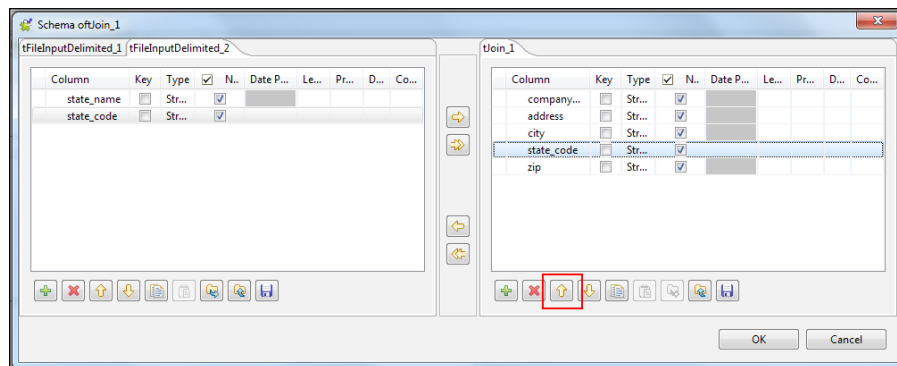 Schema oftJoin_1
tFileInputDelimited_1 tFileInputDelimited_2
Column Key Type N.. Date P... Le... Pr... D... Co...
state_name Str...
state_code Str...
tJoin_1
Column Key Type N.. Date P... Le... Pr... D... Co...
company... Str...
address Str...
city Str...
state_code Str...
zip Str...
OK Cancel